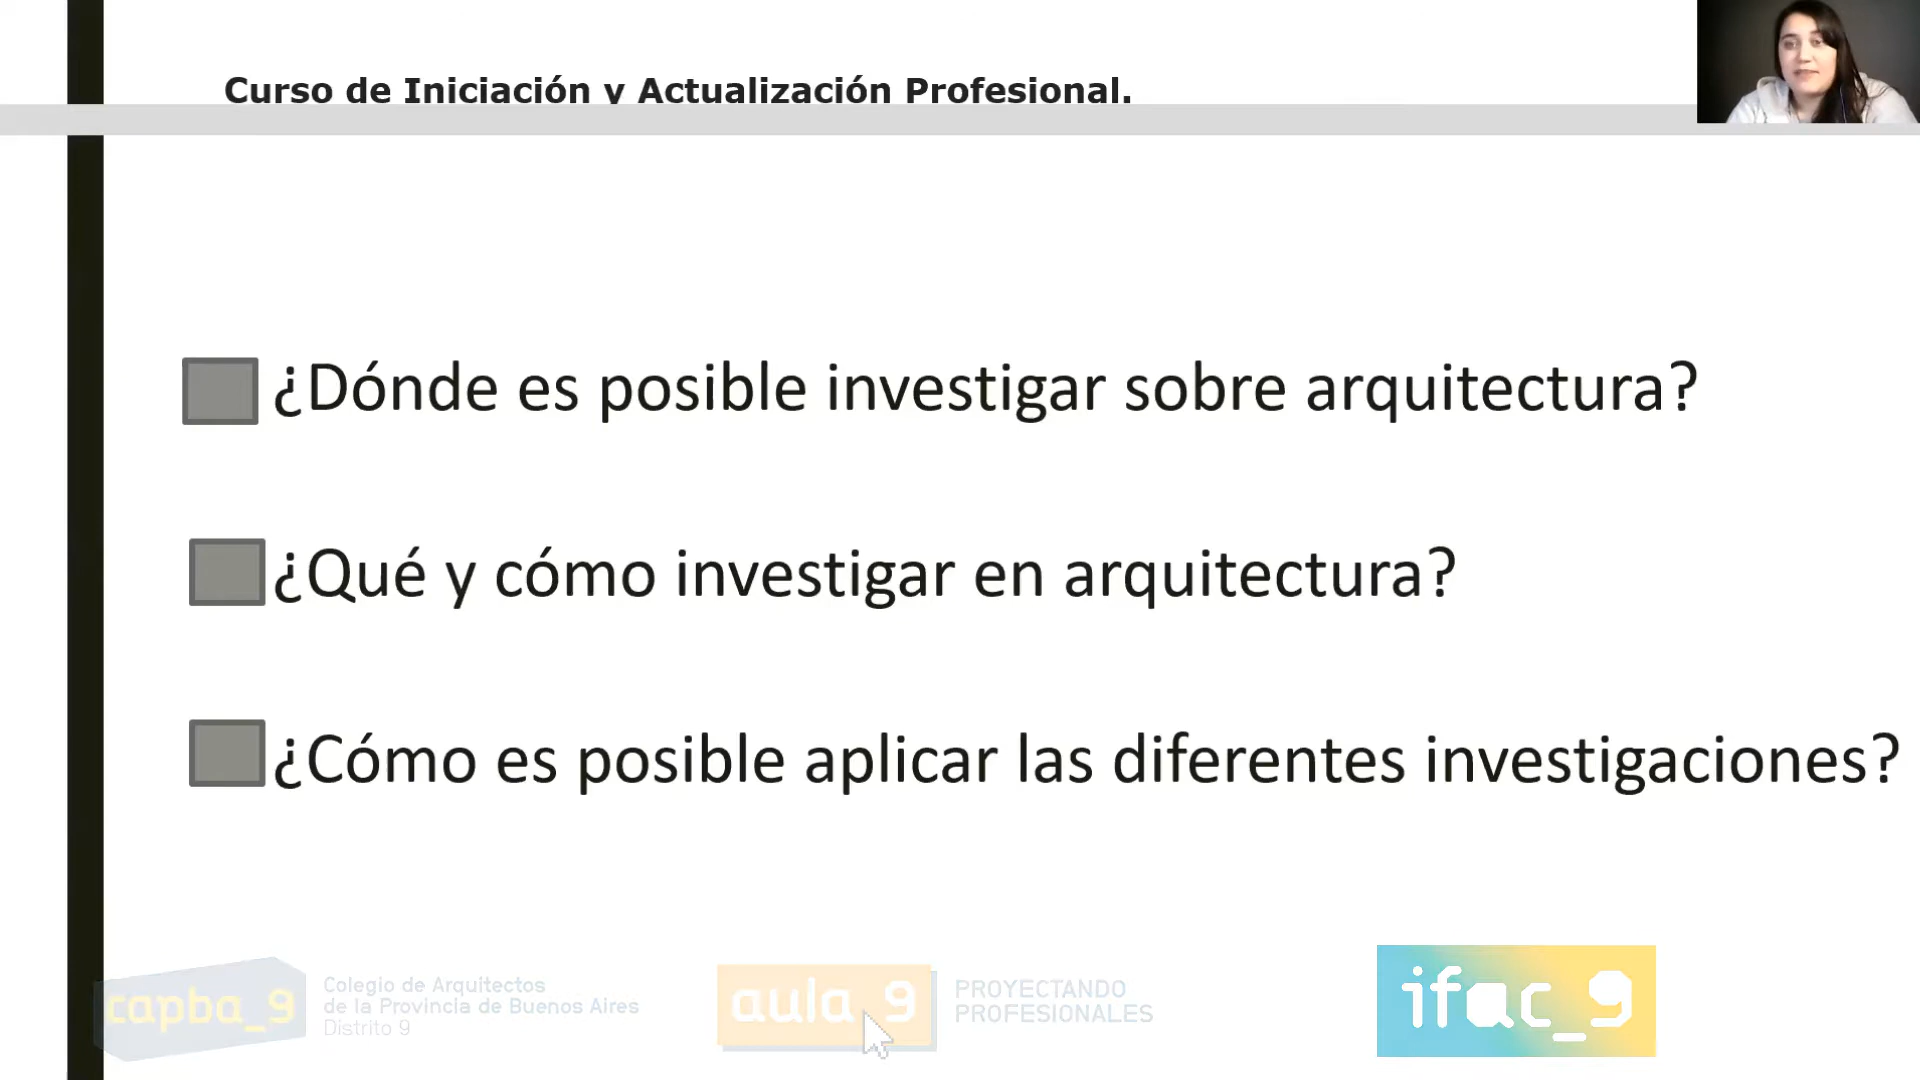 Curso de Iniciación y Actualización Profesional.
¿Dónde es posible investigar sobre arquitectura?
¿Qué y cómo investigar en arquitectura?
¿Cómo es posible aplicar las diferentes investigaciones?
capba_9
Colegio de Arquitectos
de la Provincia de Buenos Aires
Distrito 9
aula_9
PROYECTANDO
PROFESIONALES
ifac_9